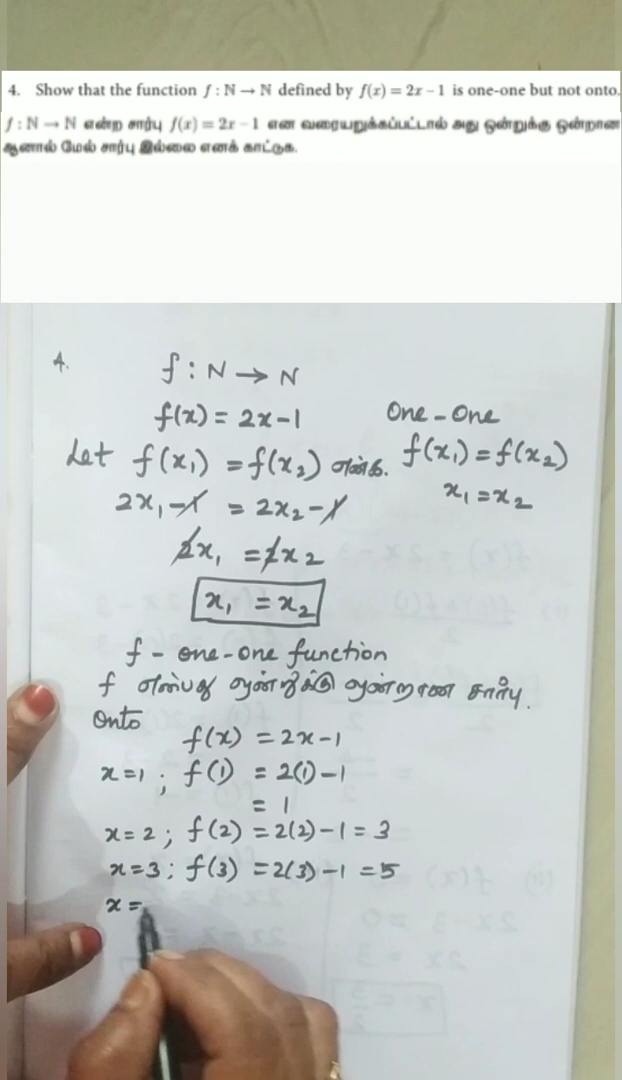 4. Show that the function f : N → N defined by f(x) = 2x – 1 is one-one but not onto.
f : N → N என்ற சார்பு f(x) = 2x – 1 என வரையறுக்கப்பட்டால் அது ஒன்றுக்கு ஒன்றான
ஆனால் மேல் சார்பு இல்லை எனக் காட்டுக.
4. f : N → N
f(x) = 2x-1 One-One
Let f(x₁) = f(x₂) என்க. f(x₁) = f(x₂)
2x₁-1 = 2x₂-1 x₁ = x₂
2x₁ = 2x₂
x₁ = x₂
f - one-one function
f என்பது ஒன்றுக்கு ஒன்றான சார்பு.
Onto
f(x) = 2x-1
x=1 ; f(1) = 2(1)-1
= 1
x=2 ; f(2) = 2(2)-1 = 3
x=3 ; f(3) = 2(3)-1 = 5
x =